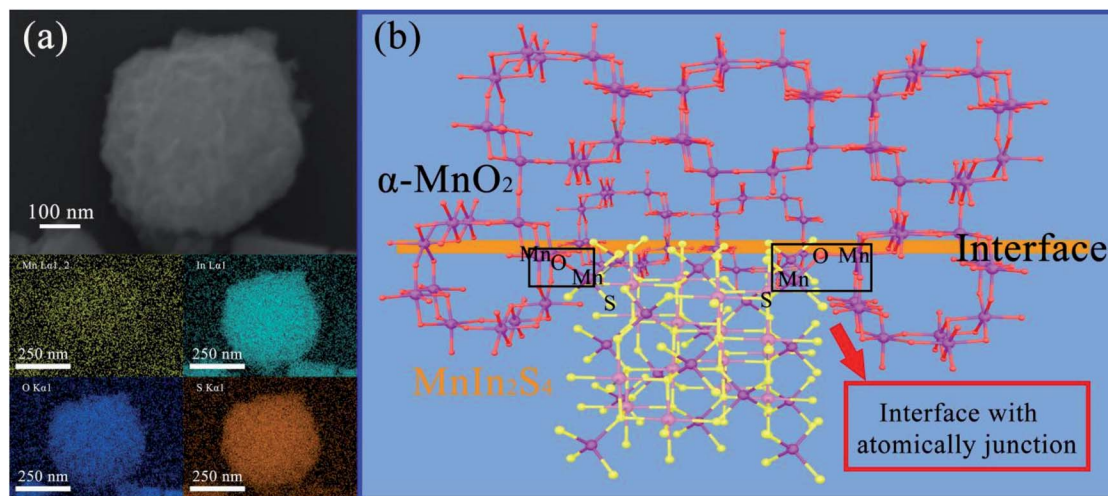 (a)
100 nm
Mn Lα1, 2
In Lα1
250 nm
250 nm
O Kα1
S Kα1
250 nm
250 nm
(b)
α-MnO₂
Interface
Mn
O
Mn
S
O
Mn
Mn
S
MnIn₂S₄
Interface with
atomically junction